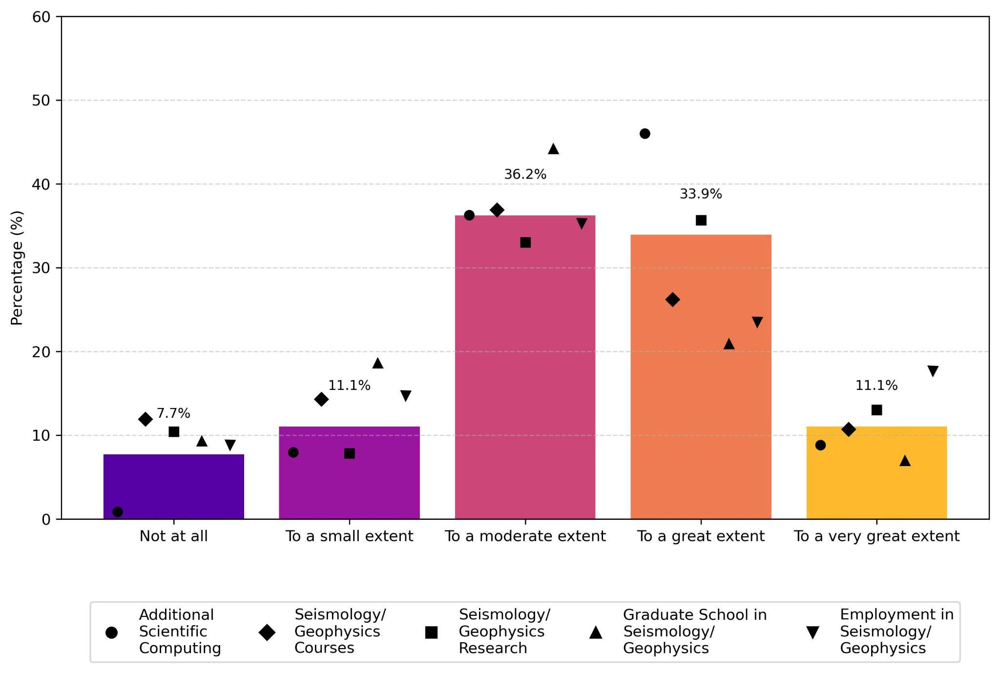 60
50
40
30
20
10
0
Percentage (%)
7.7%
11.1%
36.2%
33.9%
11.1%
Not at all
To a small extent
To a moderate extent
To a great extent
To a very great extent
Additional
Scientific
Computing
Seismology/
Geophysics
Courses
Seismology/
Geophysics
Research
Graduate School in
Seismology/
Geophysics
Employment in
Seismology/
Geophysics